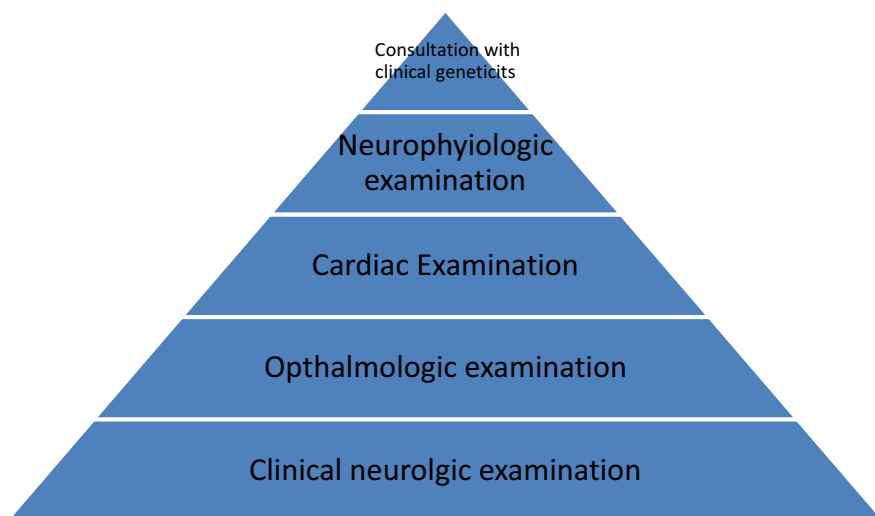 Consultation with
clinical geneticits
Neurophyiologic
examination
Cardiac Examination
Opthalmologic examination
Clinical neurolgic examination